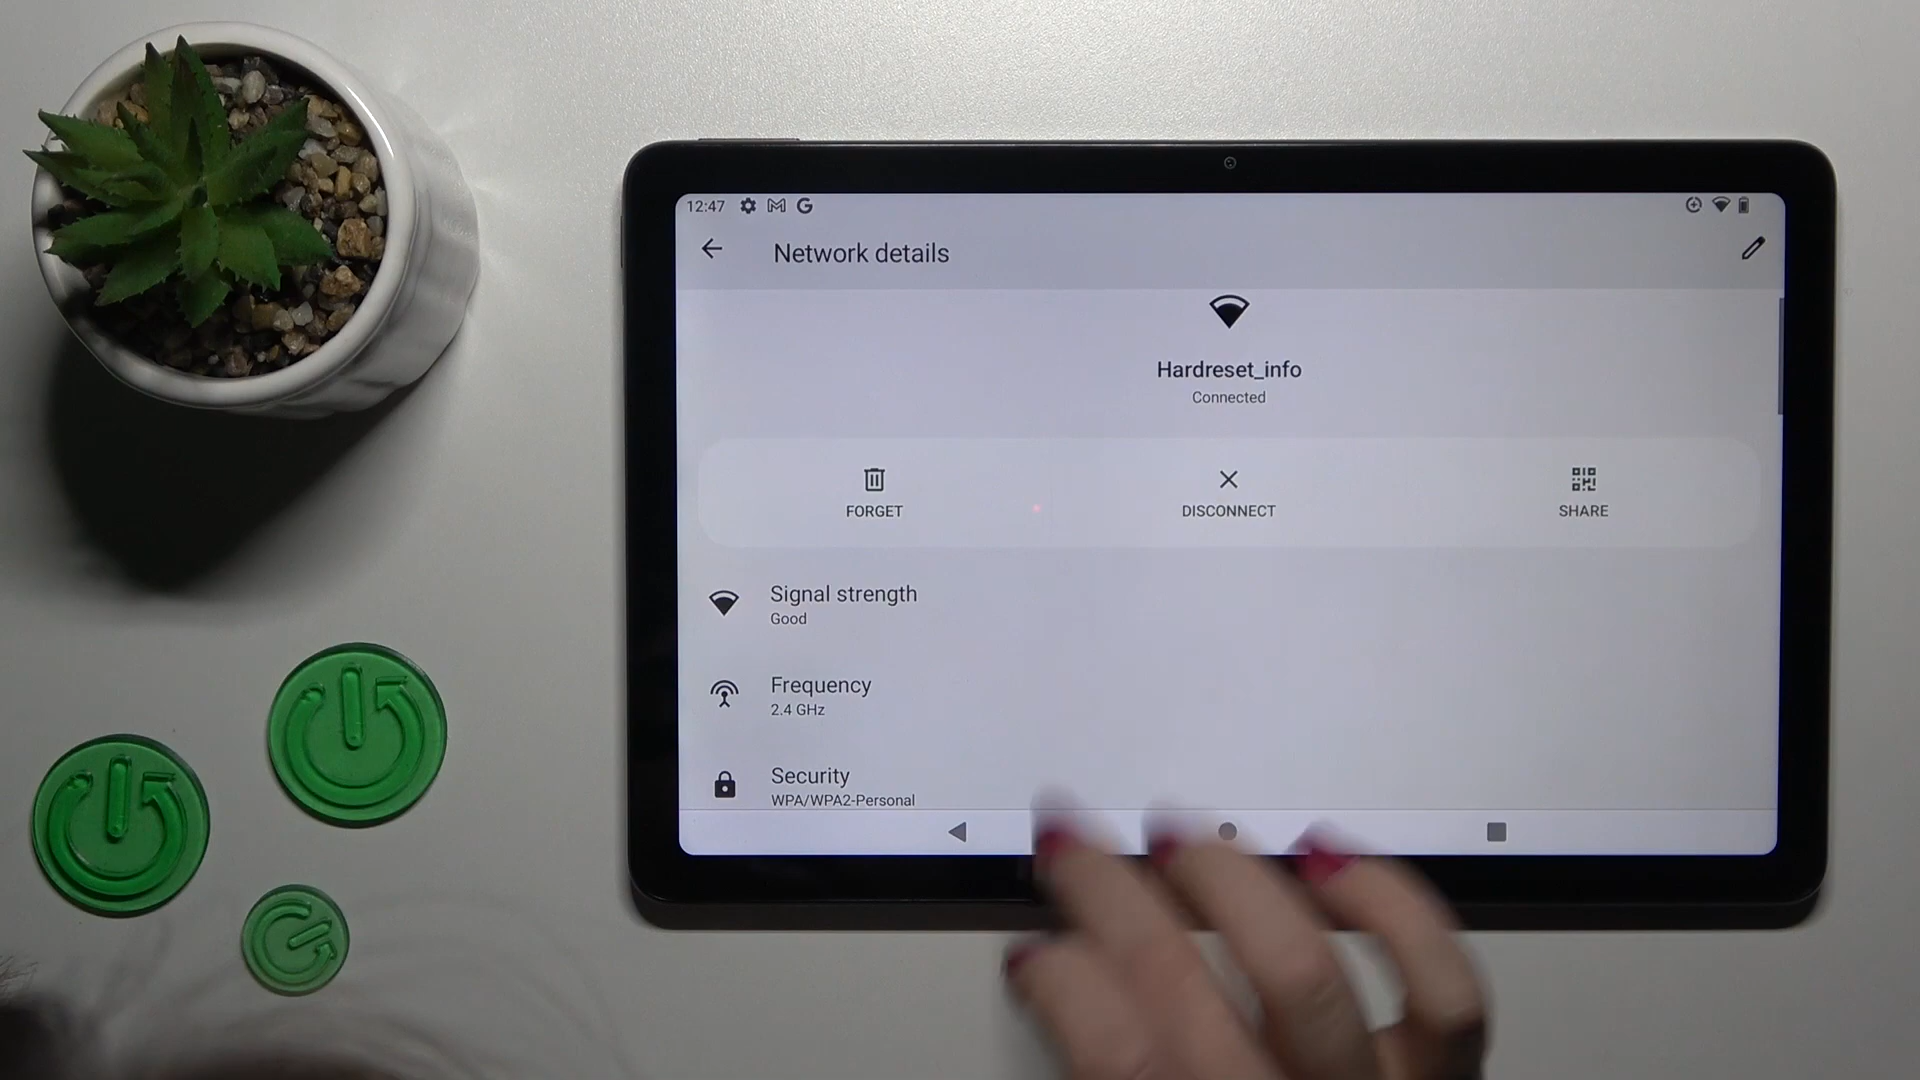 12:47
Network details
Hardreset_info
Connected
FORGET
DISCONNECT
SHARE
Signal strength
Good
Frequency
2.4 GHz
Security
WPA/WPA2-Personal